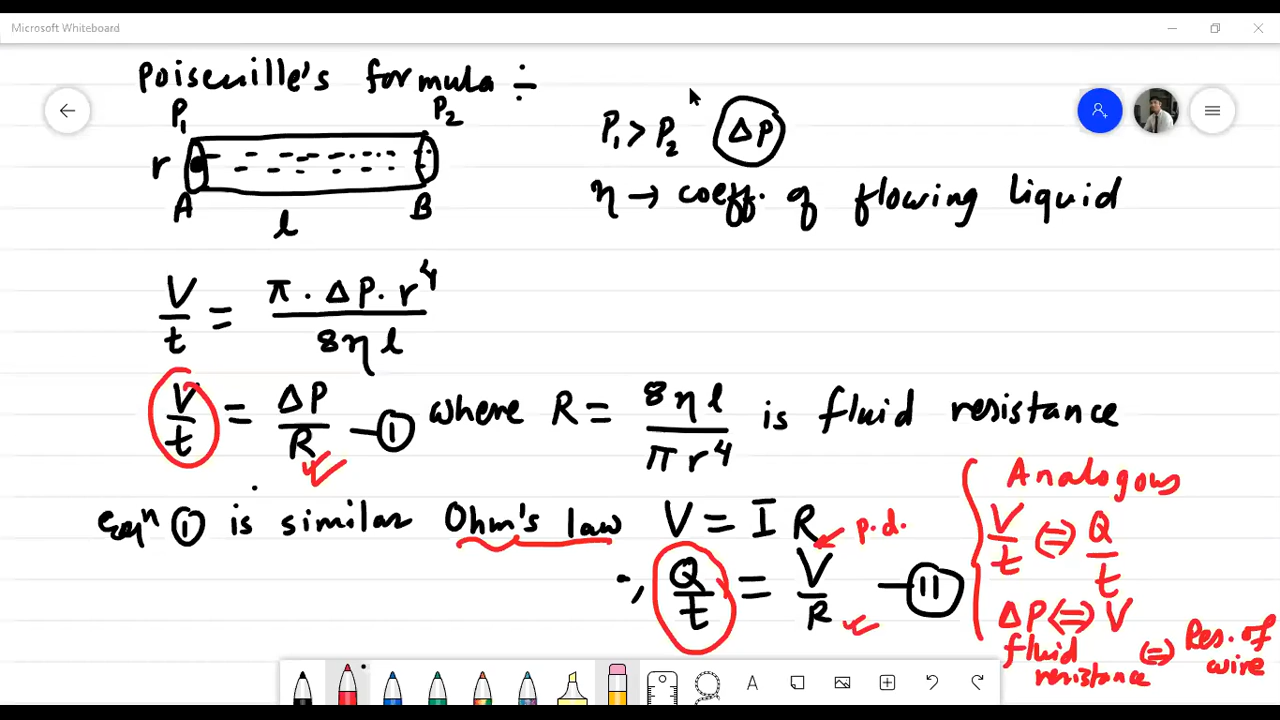 Microsoft Whiteboard
Poiseuille's formula ÷
P₁ P₂
r
A B
l
P₁ > P₂ ΔP
η → coeff. of flowing liquid
V/t = π · ΔP · r⁴ / 8ηl
V/t = ΔP/R — ① where R = 8ηl / πr⁴ is fluid resistance
eqⁿ ① is similar Ohm's law V = I R
p.d.
∴, Q/t = V/R — ⑪
Analogous
V/t ⇔ Q/t
ΔP ⇔ V
fluid resistance ⇔ Res. of wire
A